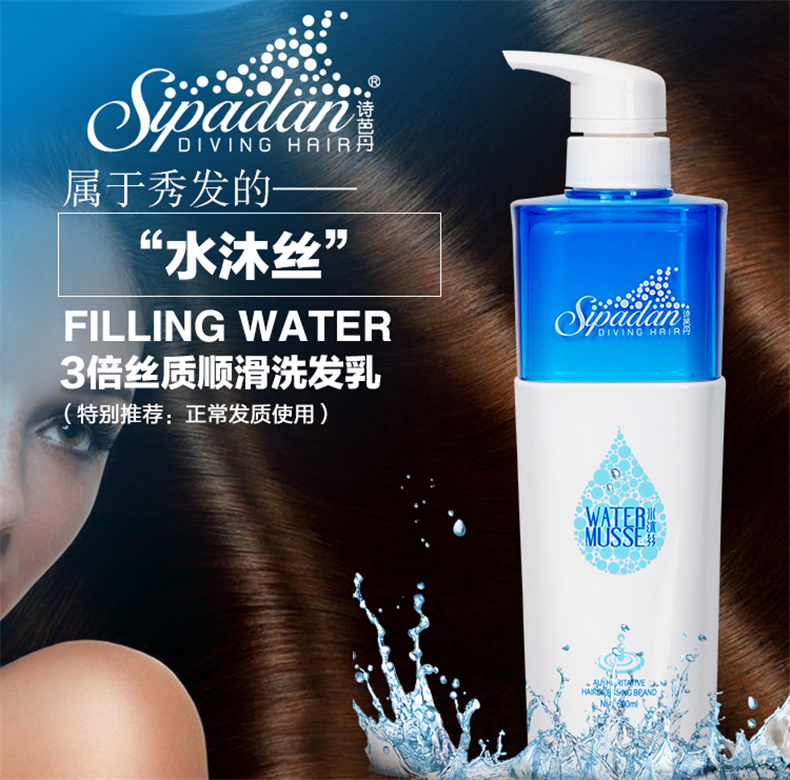 Sipadan®
诗芭丹
DIVING HAIR
属于秀发的——
“水沐丝”
FILLING WATER
3倍丝质顺滑洗发乳
（特别推荐：正常发质使用）
Sipadan
诗芭丹
DIVING HAIR
WATER
MUSSE
水沐丝
BRAND